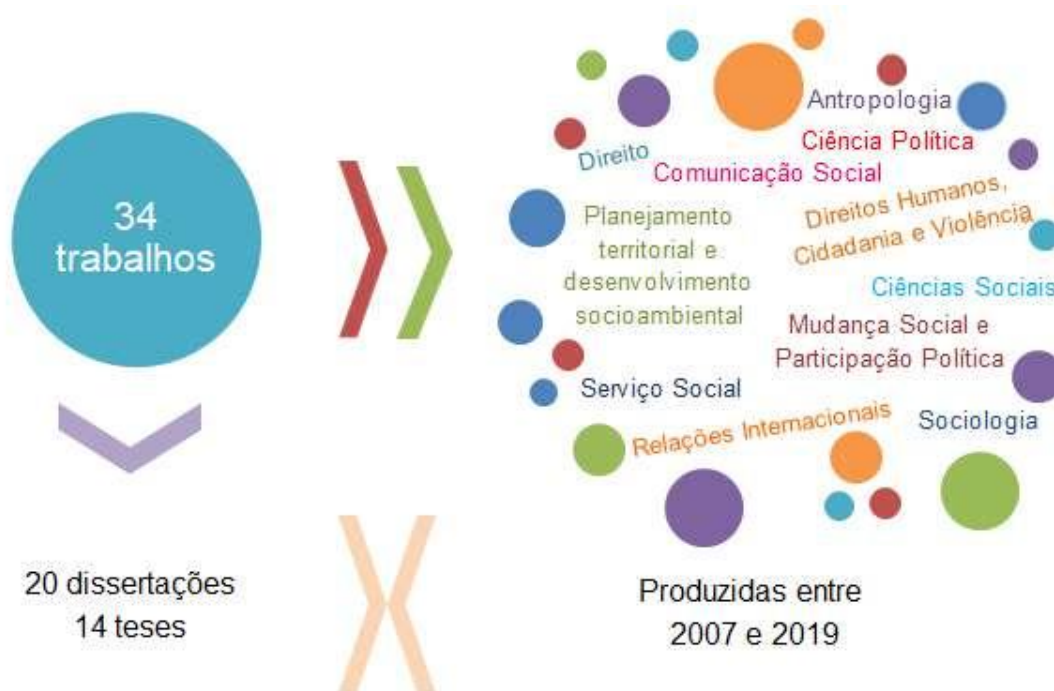 34
trabalhos
20 dissertações
14 teses
Antropologia
Ciência Política
Direito
Comunicação Social
Direitos Humanos,
Cidadania e Violência
Planejamento
territorial e
desenvolvimento
socioambiental
Ciências Sociais
Mudança Social e
Participação Política
Serviço Social
Relações Internacionais
Sociologia
Produzidas entre
2007 e 2019